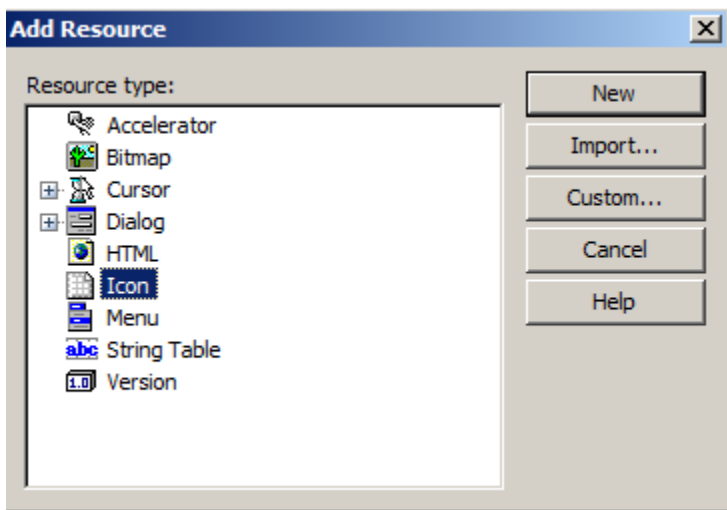 Add Resource
Resource type:
Accelerator
Bitmap
Cursor
Dialog
HTML
Icon
Menu
abc String Table
1.0 Version
New
Import...
Custom...
Cancel
Help